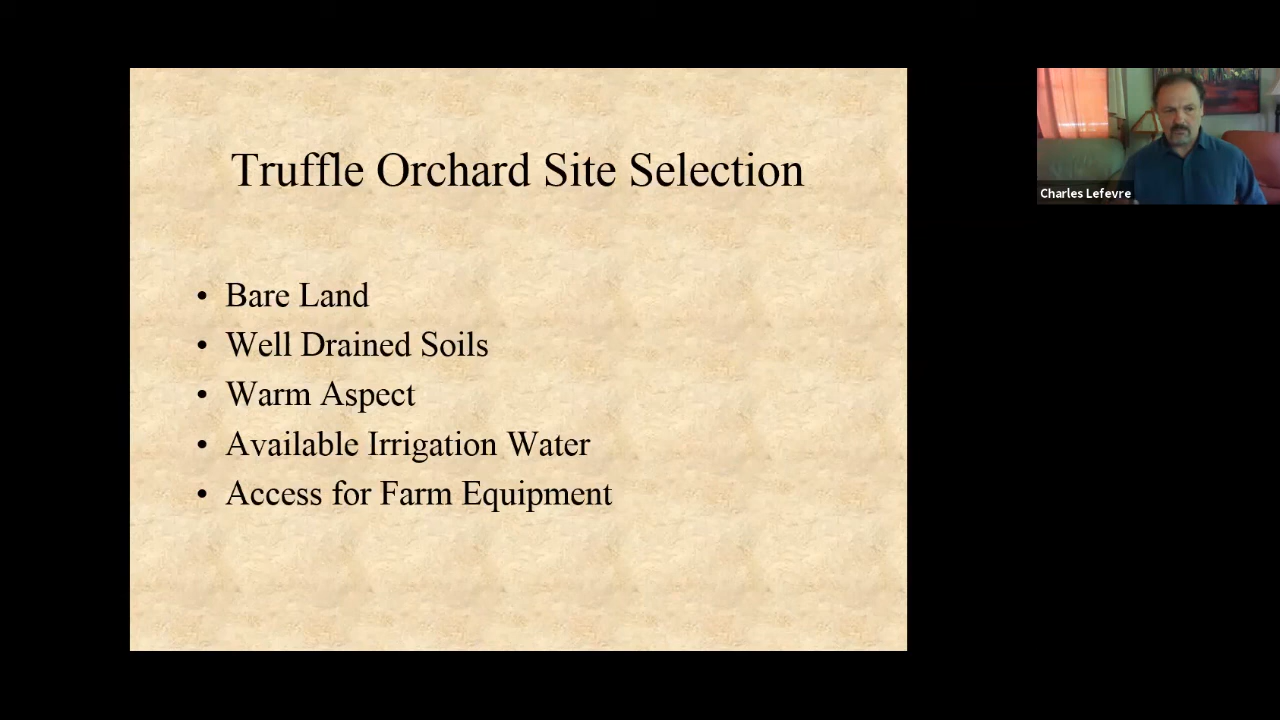 Truffle Orchard Site Selection
• Bare Land
• Well Drained Soils
• Warm Aspect
• Available Irrigation Water
• Access for Farm Equipment
Charles Lefevre